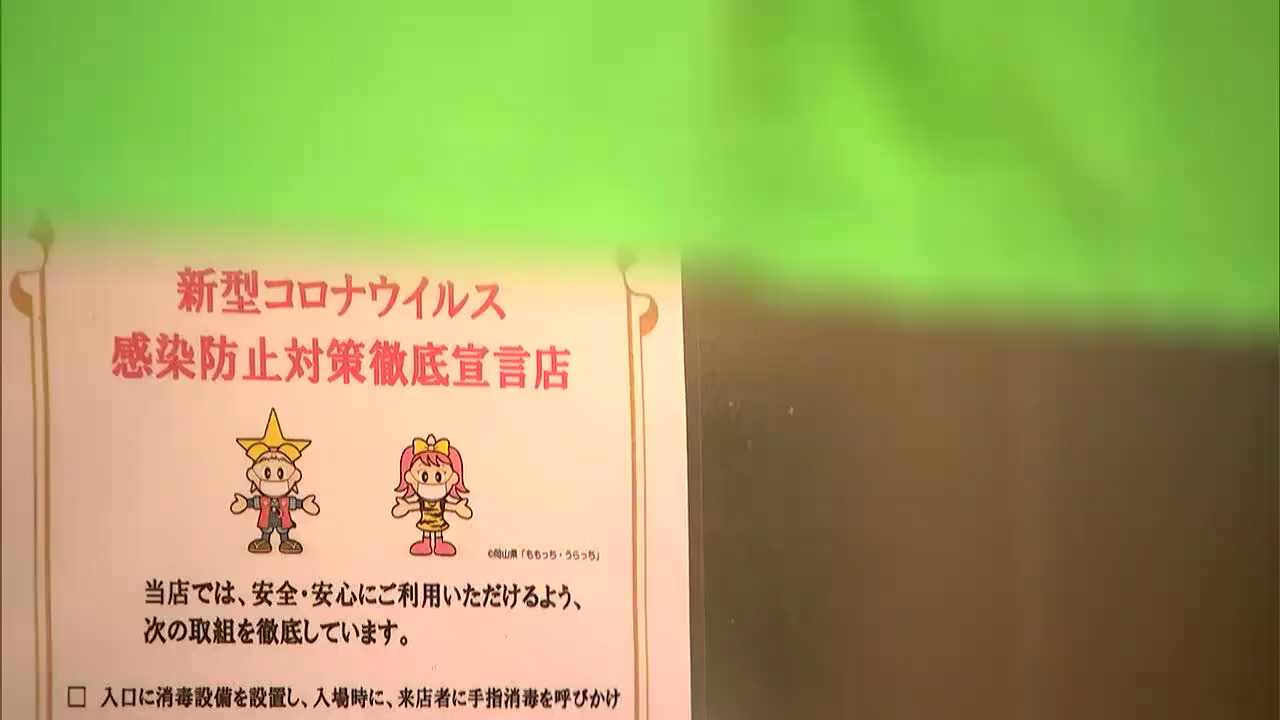 新型コロナウイルス
感染防止対策徹底宣言店
©岡山県「ももっち・うらっち」
当店では、安全・安心にご利用いただけるよう、
次の取組を徹底しています。
□ 入口に消毒設備を設置し、入場時に、来店者に手指消毒を呼びかけ